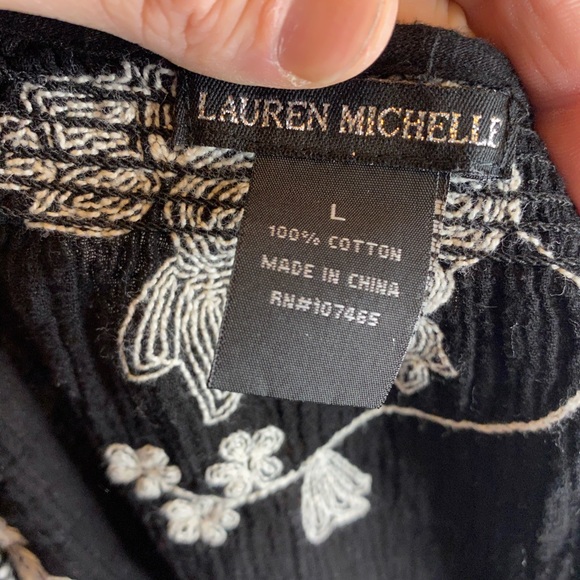 LAUREN MICHELLE
L
100% COTTON
MADE IN CHINA
RN#107465